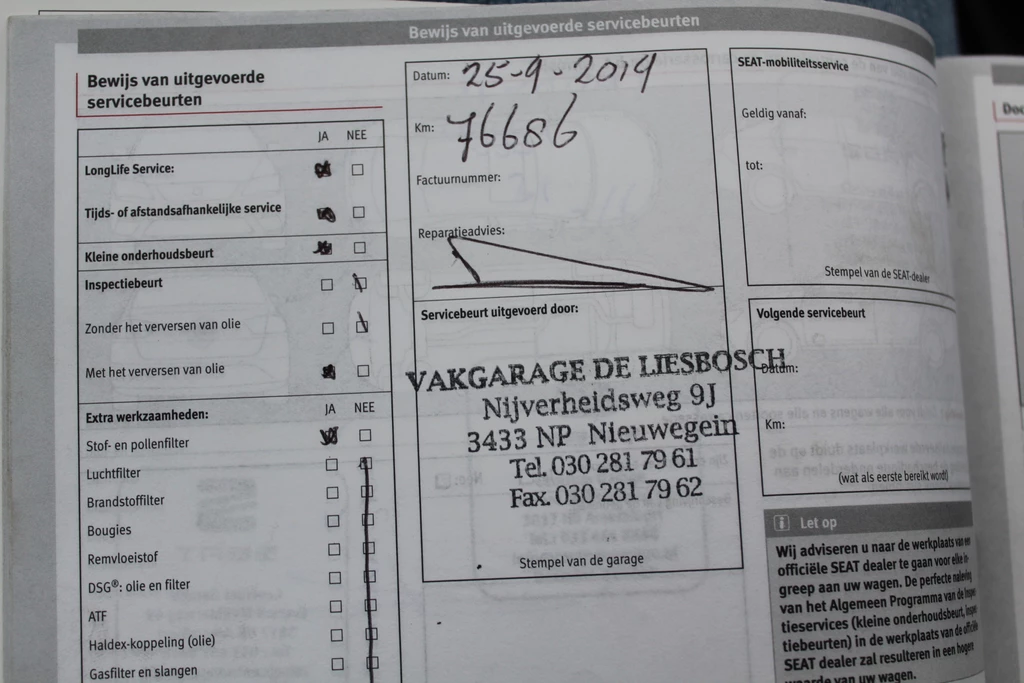 Bewijs van uitgevoerde servicebeurten
Bewijs van uitgevoerde
servicebeurten
JA NEE
LongLife Service:
Tijds- of afstandsafhankelijke service
Kleine onderhoudsbeurt
Inspectiebeurt
Zonder het verversen van olie
Met het verversen van olie
Extra werkzaamheden: JA NEE
Stof- en pollenfilter
Luchtfilter
Brandstoffilter
Bougies
Remvloeistof
DSG®: olie en filter
ATF
Haldex-koppeling (olie)
Gasfilter en slangen
Datum: 25-9-2019
Km: 76686
Factuurnummer:
Reparatieadvies:
Servicebeurt uitgevoerd door:
VAKGARAGE DE LIESBOSCH
Nijverheidsweg 9J
3433 NP Nieuwegein
Tel. 030 281 79 61
Fax. 030 281 79 62
Stempel van de garage
SEAT-mobiliteitsservice
Geldig vanaf:
tot:
Stempel van de SEAT-dealer
Volgende servicebeurt
Datum:
Km:
(wat als eerste bereikt wordt)
i Let op
Wij adviseren u naar de werkplaats van een
officiële SEAT dealer te gaan voor elke in-
greep aan uw wagen. De perfecte naleving
van het Algemeen Programma van de Inspec
tieservices (kleine onderhoudsbeurt, inspec
tiebeurten) in de werkplaats van de officiële
SEAT dealer zal resulteren in een hogere
waarde van uw wagen.